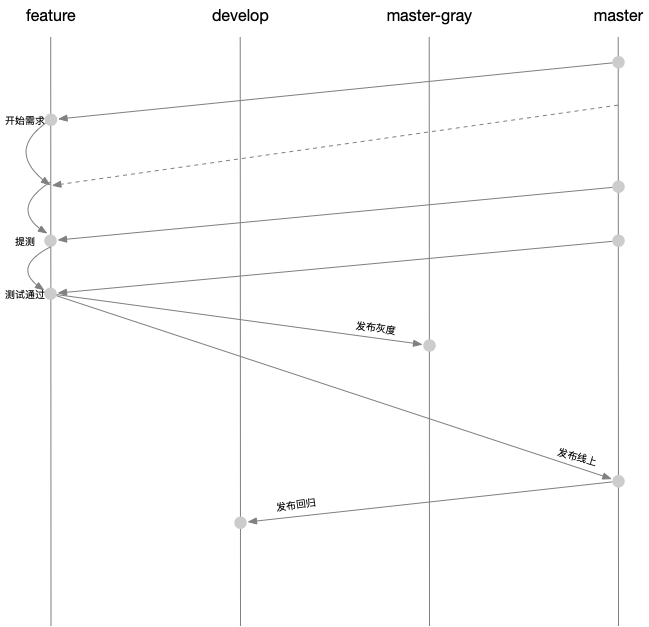 feature
develop
master-gray
master
开始需求
提测
测试通过
发布灰度
发布线上
发布回归